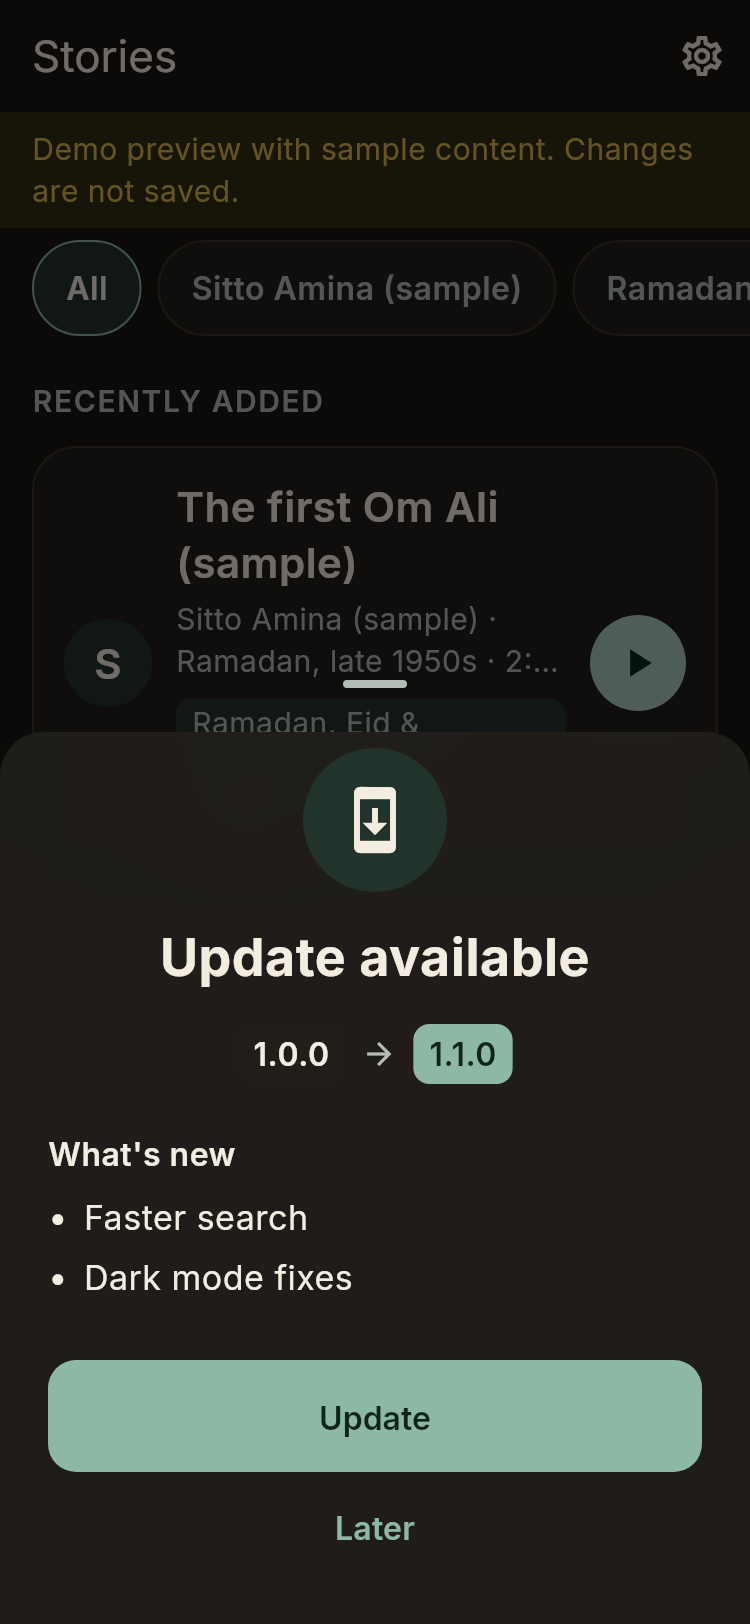 Stories
Demo preview with sample content. Changes
are not saved.
All
Sitto Amina (sample)
Ramadan
RECENTLY ADDED
The first Om Ali
(sample)
S
Sitto Amina (sample) ·
Ramadan, late 1950s · 2:...
Ramadan, Eid &
Update available
1.0.0 → 1.1.0
What's new
• Faster search
• Dark mode fixes
Update
Later